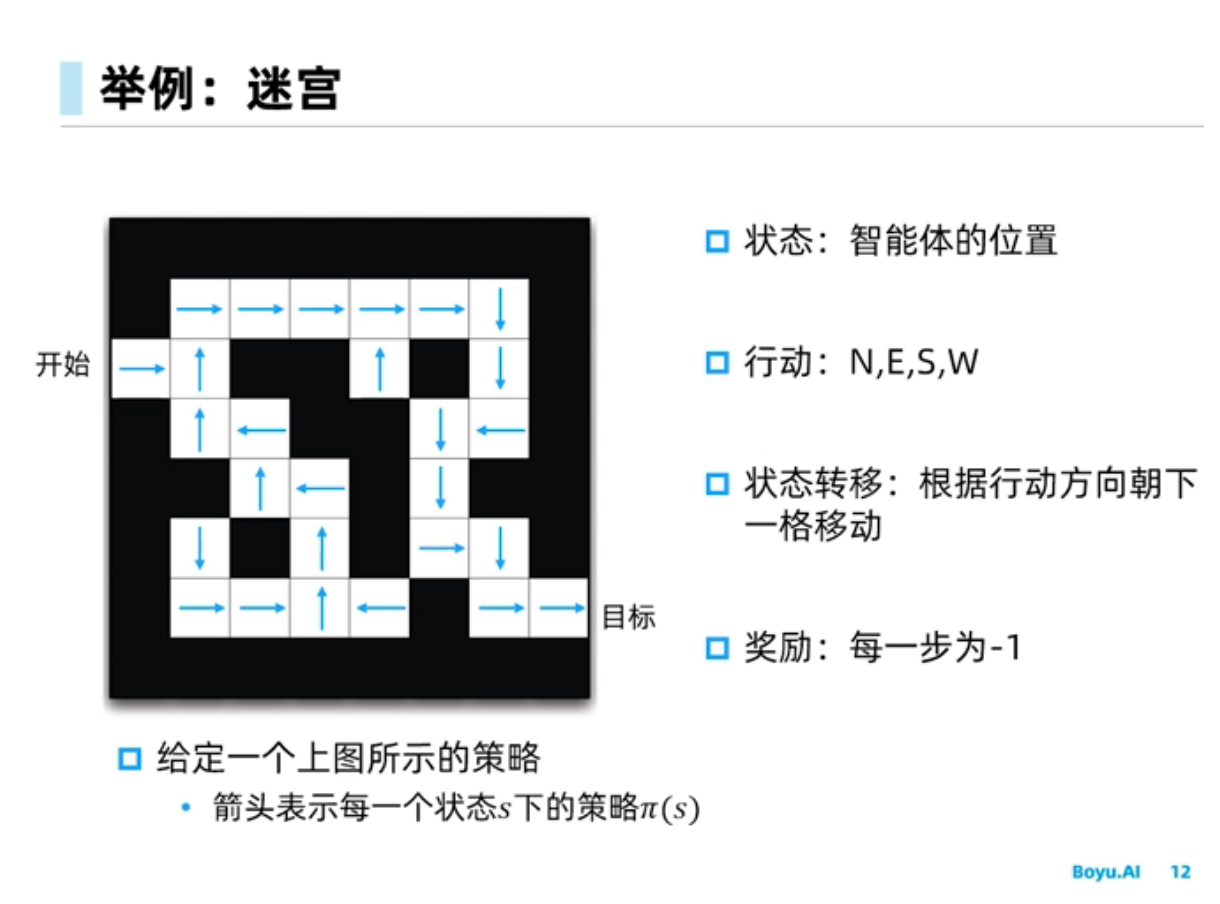 举例：迷宫
开始
目标
状态：智能体的位置
行动：N,E,S,W
状态转移：根据行动方向朝下
一格移动
奖励：每一步为-1
给定一个上图所示的策略
• 箭头表示每一个状态s下的策略π(s)
Boyu.AI 12